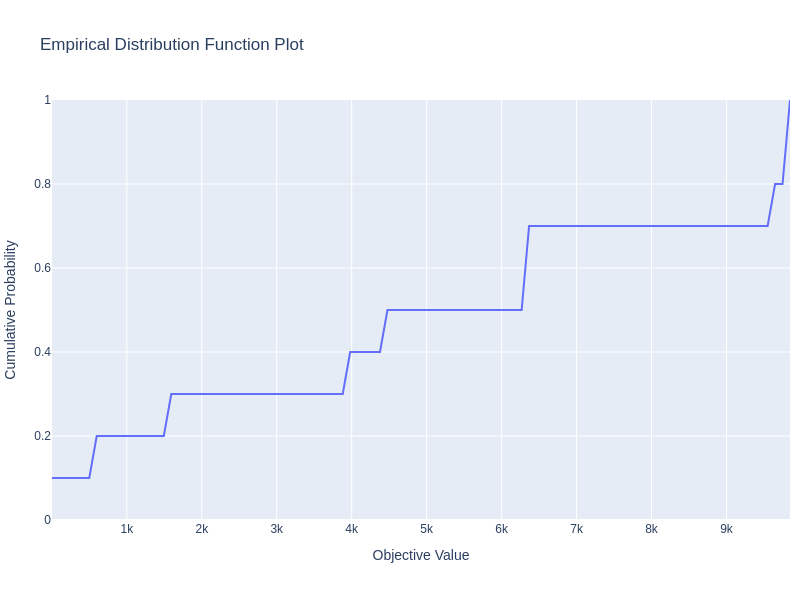 Empirical Distribution Function Plot
Cumulative Probability
1
0.8
0.6
0.4
0.2
0
1k 2k 3k 4k 5k 6k 7k 8k 9k
Objective Value